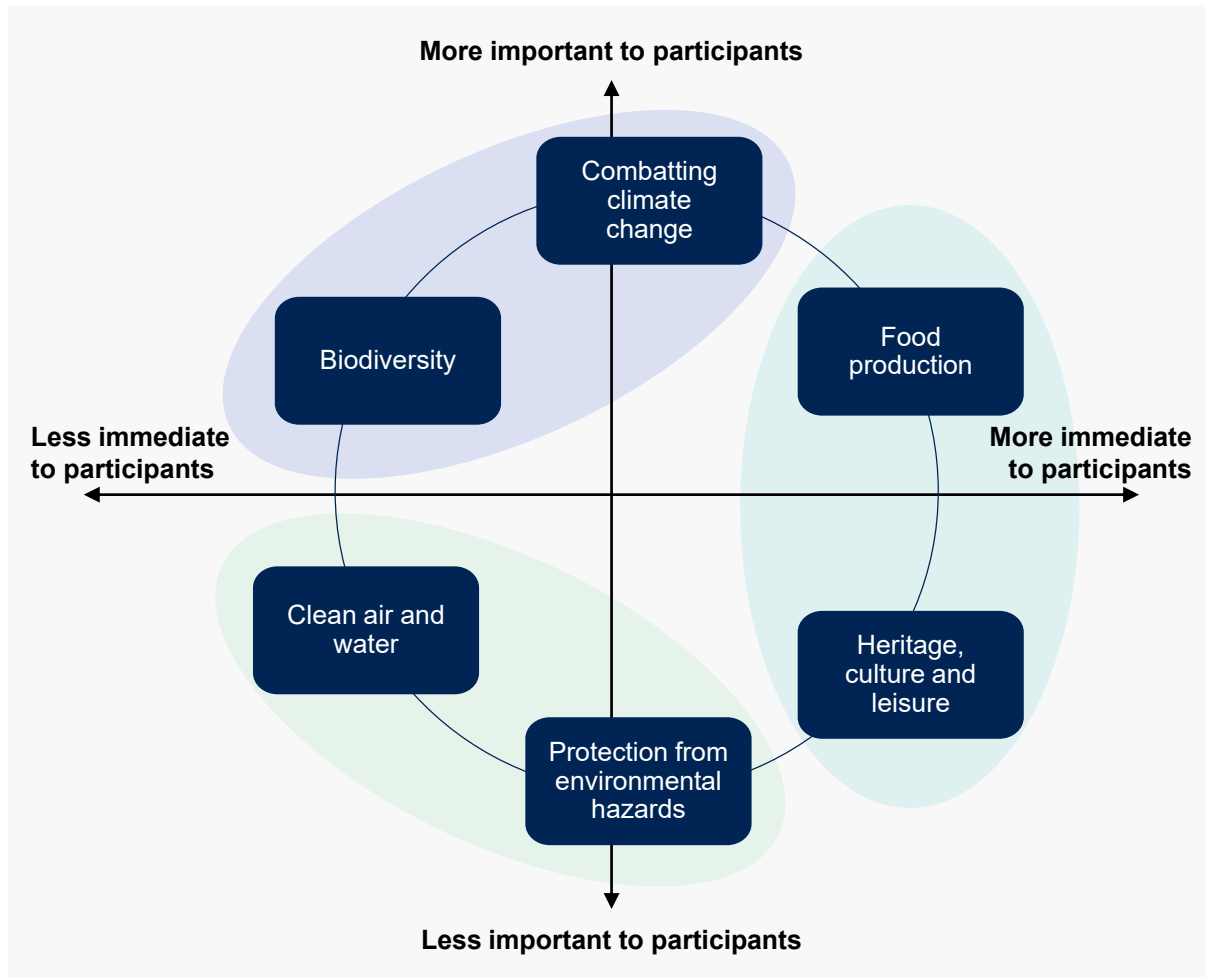 More important to participants
Combatting
climate
change
Biodiversity
Food
production
Less immediate
to participants
More immediate
to participants
Clean air and
water
Heritage,
culture and
leisure
Protection from
environmental
hazards
Less important to participants